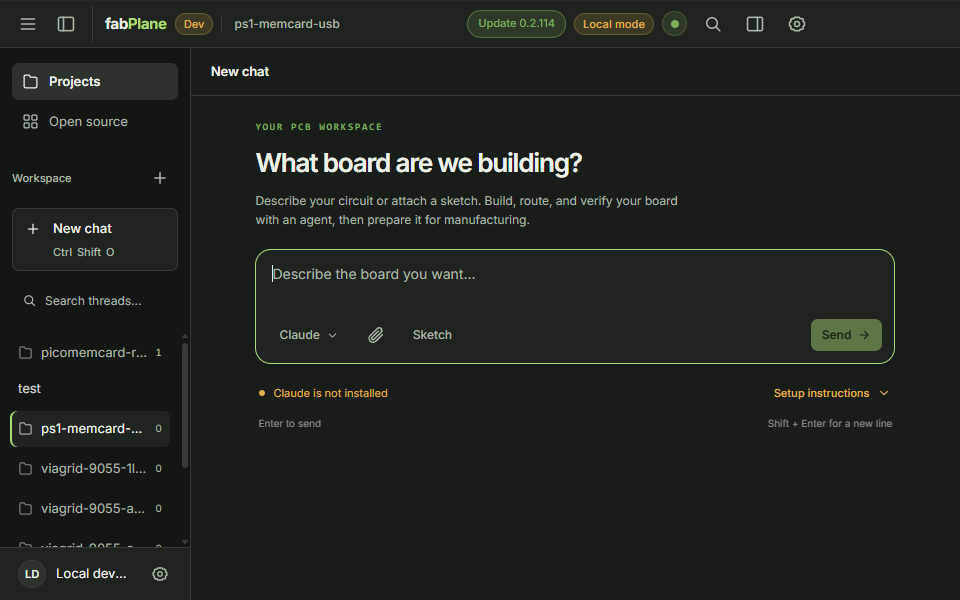 fabPlane Dev ps1-memcard-usb Update 0.2.114 Local mode
Projects
Open source
Workspace
New chat
Ctrl Shift O
Search threads...
picomemcard-r... 1
test
ps1-memcard-... 0
viagrid-9055-1l... 0
viagrid-9055-a... 0
LD Local dev...
New chat
YOUR PCB WORKSPACE
What board are we building?
Describe your circuit or attach a sketch. Build, route, and verify your board
with an agent, then prepare it for manufacturing.
Describe the board you want...
Claude Sketch Send
Claude is not installed Setup instructions
Enter to send Shift + Enter for a new line